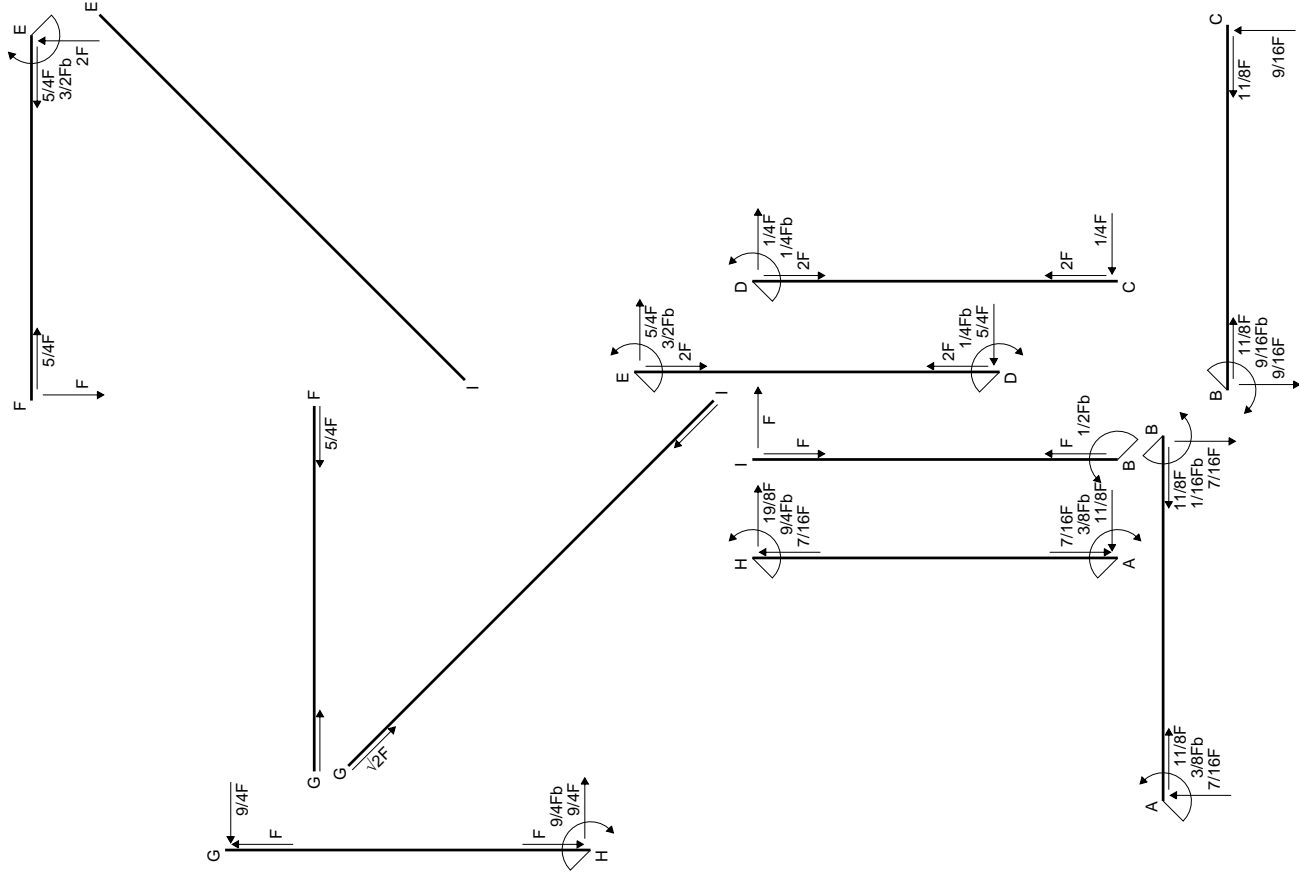 F
F
5/4F
E
5/4F
3/2Fb
2F
E
I
G
F
5/4F
G
√2F
I
G
9/4F
F
H
F
9/4Fb
9/4F
E
5/4F
3/2Fb
2F
D
2F
1/4Fb
5/4F
D
1/4F
1/4Fb
2F
C
2F
1/4F
I
F
F
B
F
1/2Fb
H
19/8F
9/4Fb
7/16F
A
7/16F
3/8Fb
11/8F
A
11/8F
3/8Fb
7/16F
B
11/8F
1/16Fb
7/16F
B
11/8F
9/16Fb
9/16F
C
11/8F
9/16F